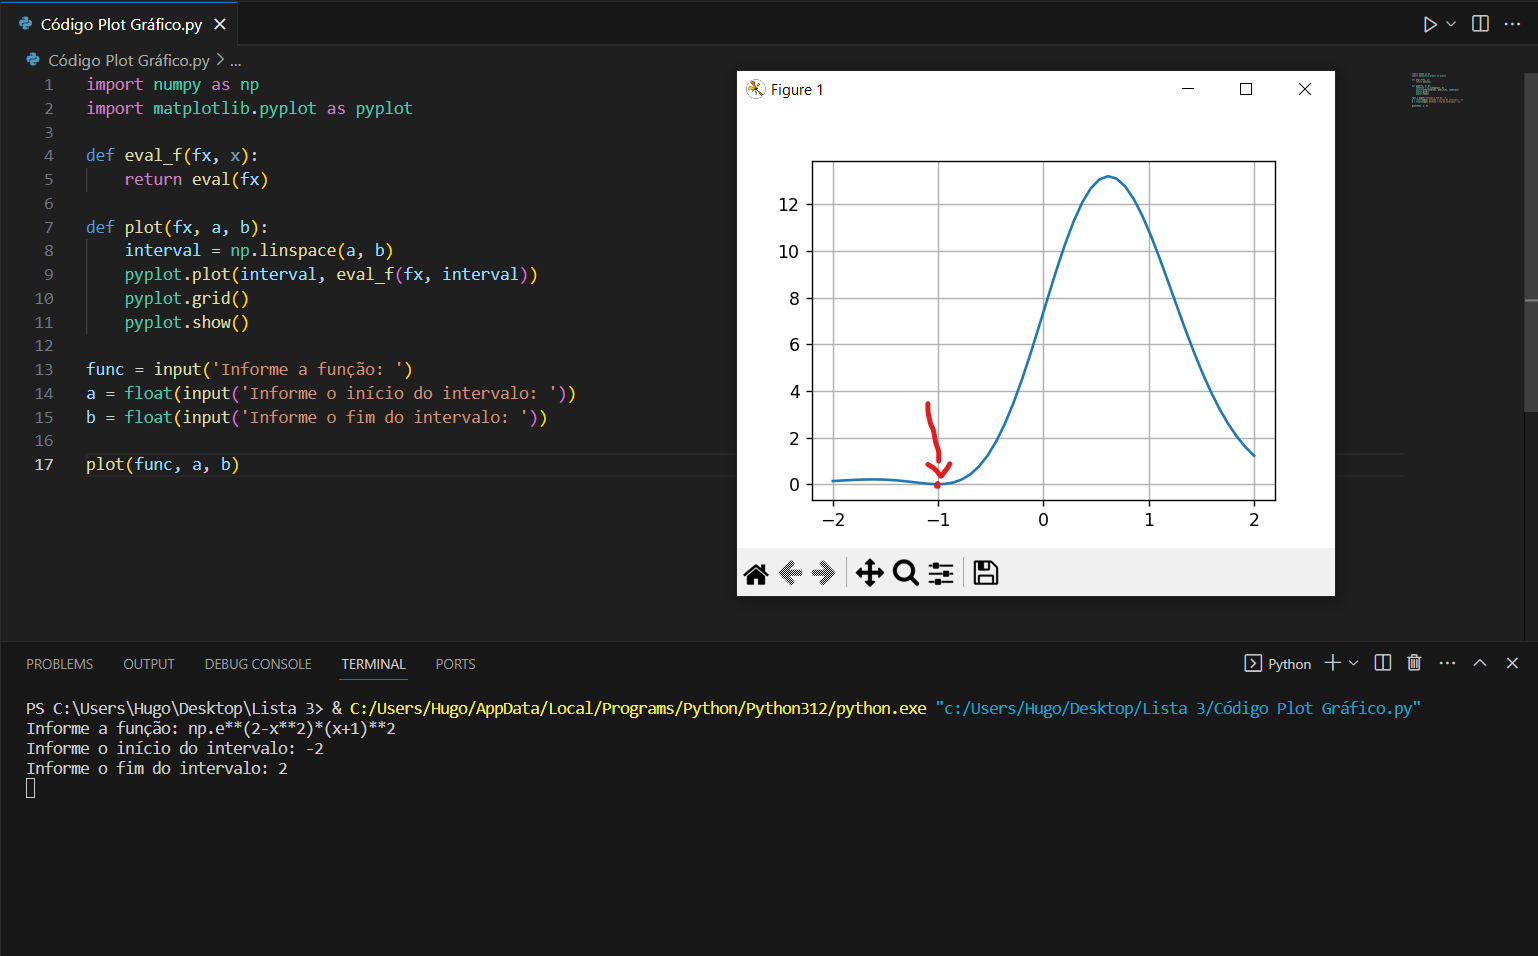 Código Plot Gráfico.py
Código Plot Gráfico.py > ...
1 import numpy as np
2 import matplotlib.pyplot as pyplot
3
4 def eval_f(fx, x):
5 return eval(fx)
6
7 def plot(fx, a, b):
8 interval = np.linspace(a, b)
9 pyplot.plot(interval, eval_f(fx, interval))
10 pyplot.grid()
11 pyplot.show()
12
13 func = input('Informe a função: ')
14 a = float(input('Informe o início do intervalo: '))
15 b = float(input('Informe o fim do intervalo: '))
16
17 plot(func, a, b)
Figure 1
12
10
8
6
4
2
0
−2 −1 0 1 2
PROBLEMS OUTPUT DEBUG CONSOLE TERMINAL PORTS
Python
PS C:\Users\Hugo\Desktop\Lista 3> & C:/Users/Hugo/AppData/Local/Programs/Python/Python312/python.exe "c:/Users/Hugo/Desktop/Lista 3/Código Plot Gráfico.py"
Informe a função: np.e**(2-x**2)*(x+1)**2
Informe o início do intervalo: -2
Informe o fim do intervalo: 2